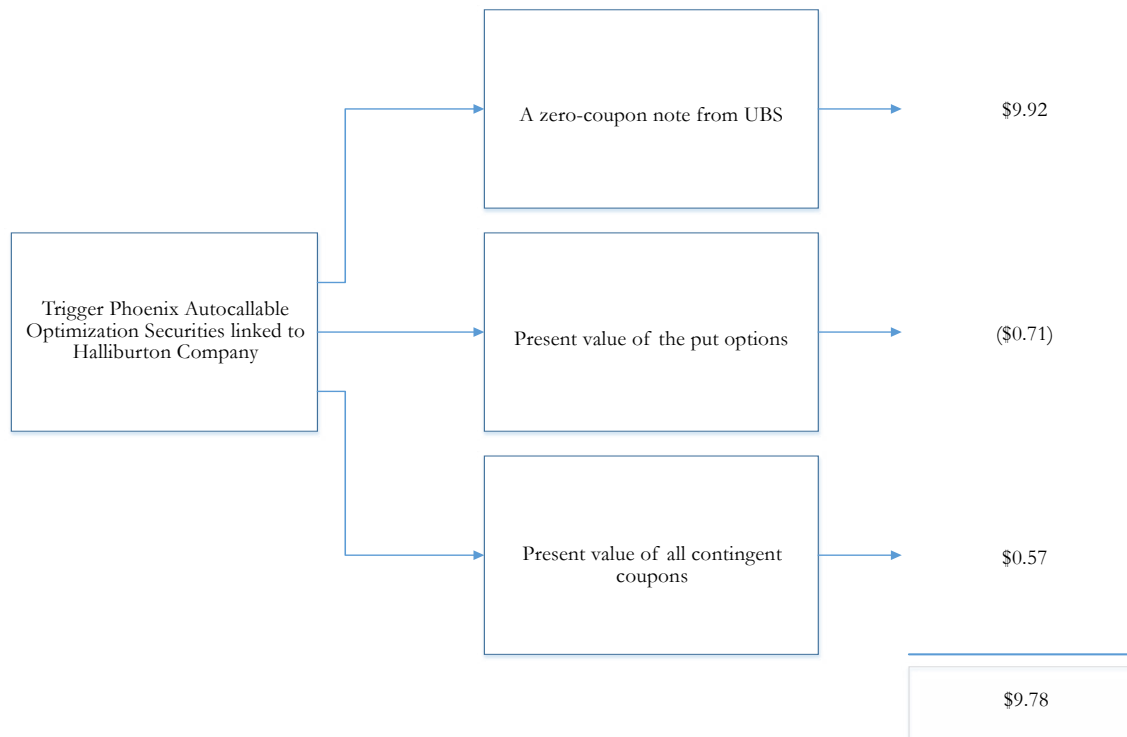 A zero-coupon note from UBS
$9.92
Trigger Phoenix Autocallable
Optimization Securities linked to
Halliburton Company
Present value of the put options
($0.71)
Present value of all contingent
coupons
$0.57
$9.78